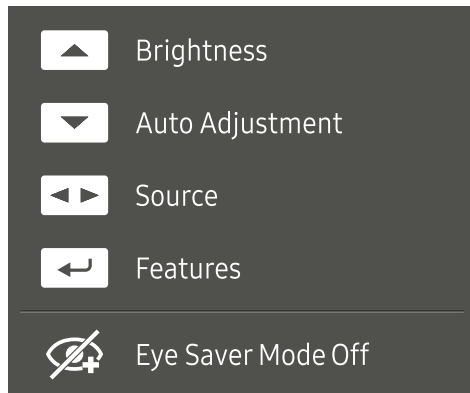 Brightness
Auto Adjustment
Source
Features
Eye Saver Mode Off